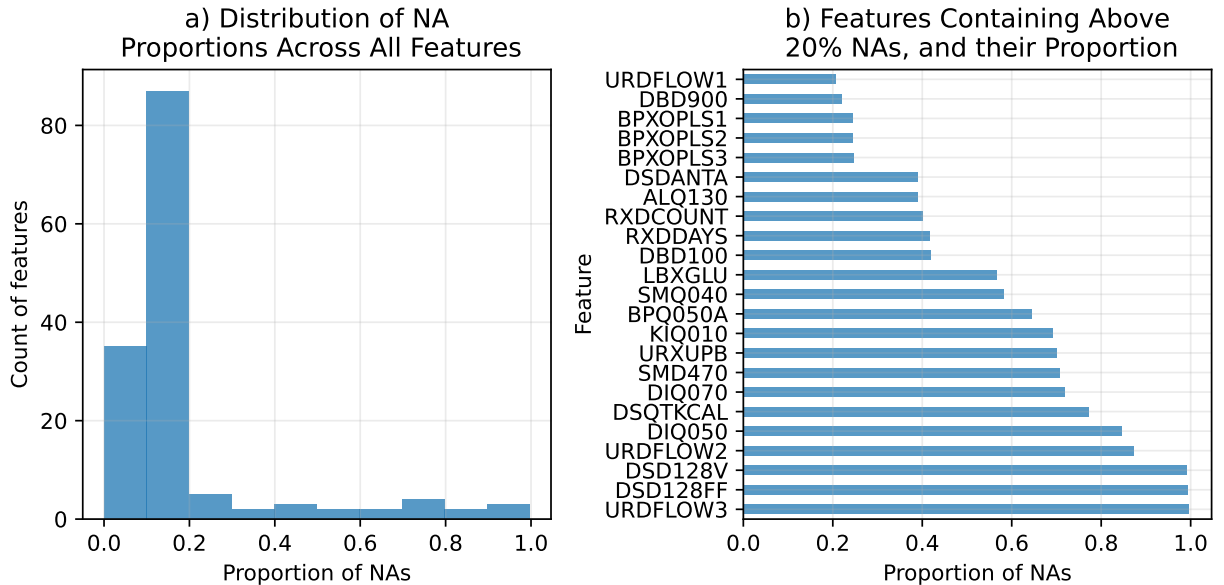 a) Distribution of NA
Proportions Across All Features
Count of features
80
60
40
20
0
0.0 0.2 0.4 0.6 0.8 1.0
Proportion of NAs
b) Features Containing Above
20% NAs, and their Proportion
Feature
URDFLOW1
DBD900
BPXOPLS1
BPXOPLS2
BPXOPLS3
DSDANTA
ALQ130
RXDCOUNT
RXDDAYS
DBD100
LBXGLU
SMQ040
BPQ050A
KIQ010
URXUPB
SMD470
DIQ070
DSQTKCAL
DIQ050
URDFLOW2
DSD128V
DSD128FF
URDFLOW3
0.0 0.2 0.4 0.6 0.8 1.0
Proportion of NAs